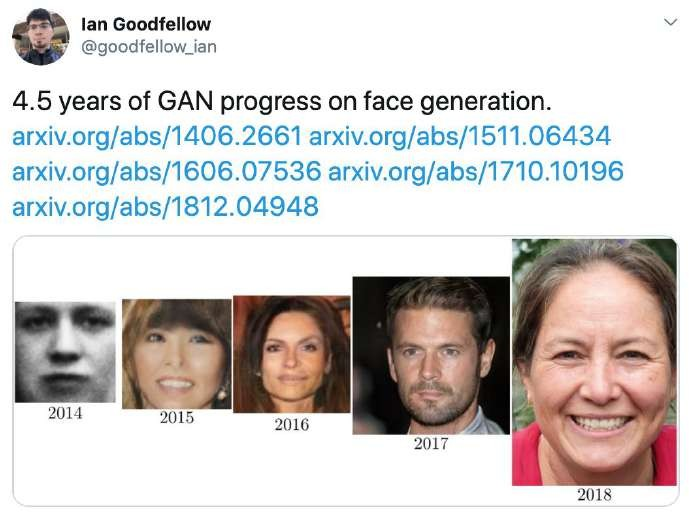 Ian Goodfellow
@goodfellow_ian
4.5 years of GAN progress on face generation.
arxiv.org/abs/1406.2661 arxiv.org/abs/1511.06434
arxiv.org/abs/1606.07536 arxiv.org/abs/1710.10196
arxiv.org/abs/1812.04948
2014
2015
2016
2017
2018